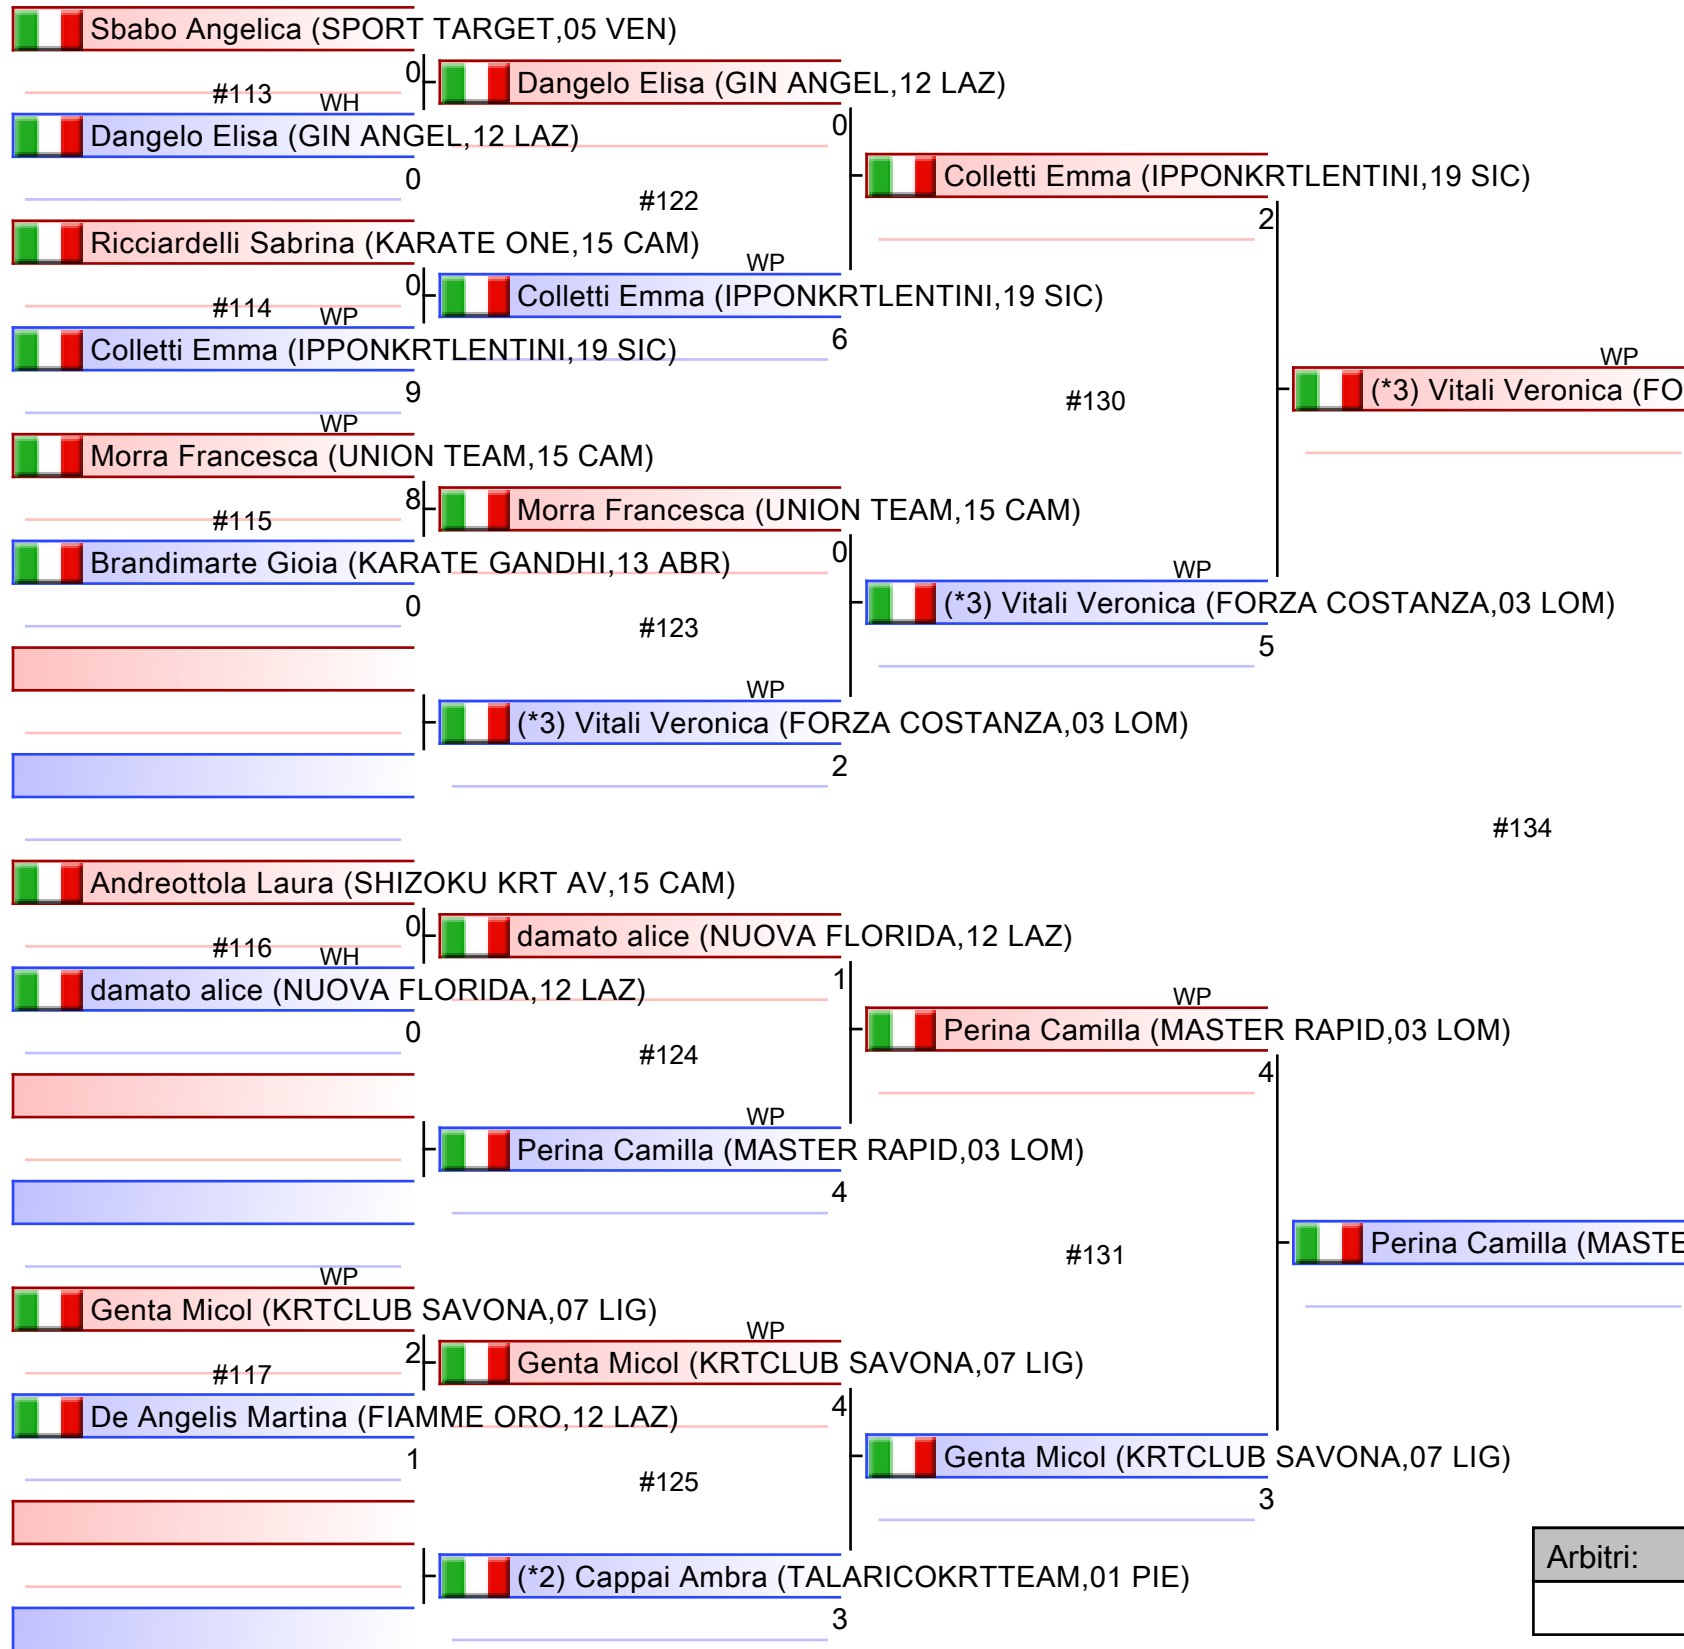 Sbabo Angelica (SPORT TARGET,05 VEN)
0
#113
WH
Dangelo Elisa (GIN ANGEL,12 LAZ)
0
Ricciardelli Sabrina (KARATE ONE,15 CAM)
0
#114
WP
Colletti Emma (IPPONKRTLENTINI,19 SIC)
9
WP
Morra Francesca (UNION TEAM,15 CAM)
8
#115
Brandimarte Gioia (KARATE GANDHI,13 ABR)
0
Andreottola Laura (SHIZOKU KRT AV,15 CAM)
0
#116
WH
damato alice (NUOVA FLORIDA,12 LAZ)
0
WP
Genta Micol (KRTCLUB SAVONA,07 LIG)
2
#117
De Angelis Martina (FIAMME ORO,12 LAZ)
1
Dangelo Elisa (GIN ANGEL,12 LAZ)
0
#122
WP
Colletti Emma (IPPONKRTLENTINI,19 SIC)
6
Morra Francesca (UNION TEAM,15 CAM)
0
#123
WP
(*3) Vitali Veronica (FORZA COSTANZA,03 LOM)
2
damato alice (NUOVA FLORIDA,12 LAZ)
1
#124
WP
Perina Camilla (MASTER RAPID,03 LOM)
4
WP
Genta Micol (KRTCLUB SAVONA,07 LIG)
4
#125
(*2) Cappai Ambra (TALARICOKRTTEAM,01 PIE)
3
Colletti Emma (IPPONKRTLENTINI,19 SIC)
2
#130
WP
(*3) Vitali Veronica (FORZA COSTANZA,03 LOM)
5
WP
Perina Camilla (MASTER RAPID,03 LOM)
4
#131
Genta Micol (KRTCLUB SAVONA,07 LIG)
3
WP
(*3) Vitali Veronica (FO
#134
Perina Camilla (MASTE
Arbitri: